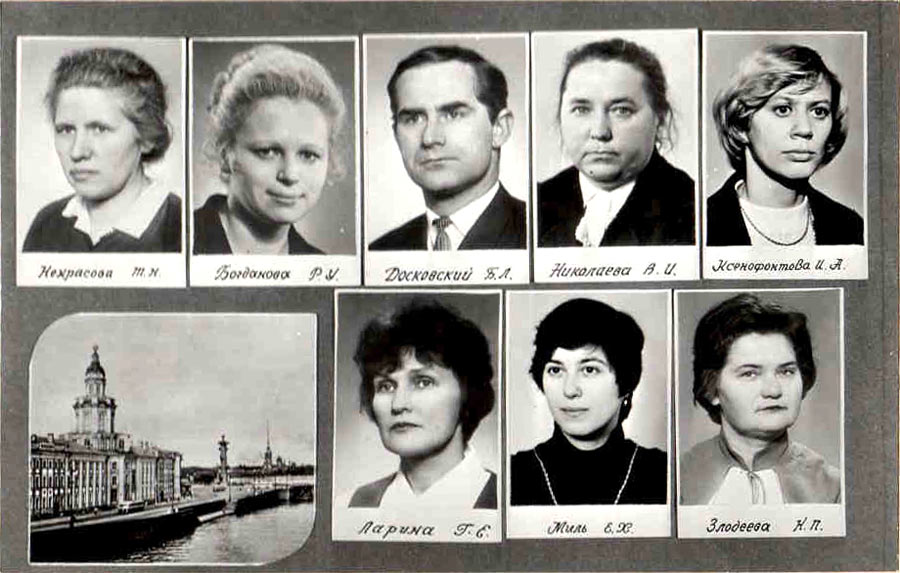 Некрасова Т. Н.
Богданова Р. У.
Досковский Б. Л.
Николаева В. И.
Ксенофонтова И. А.
Ларина Г. Е.
Миль Е. Х.
Злодеева Н. П.